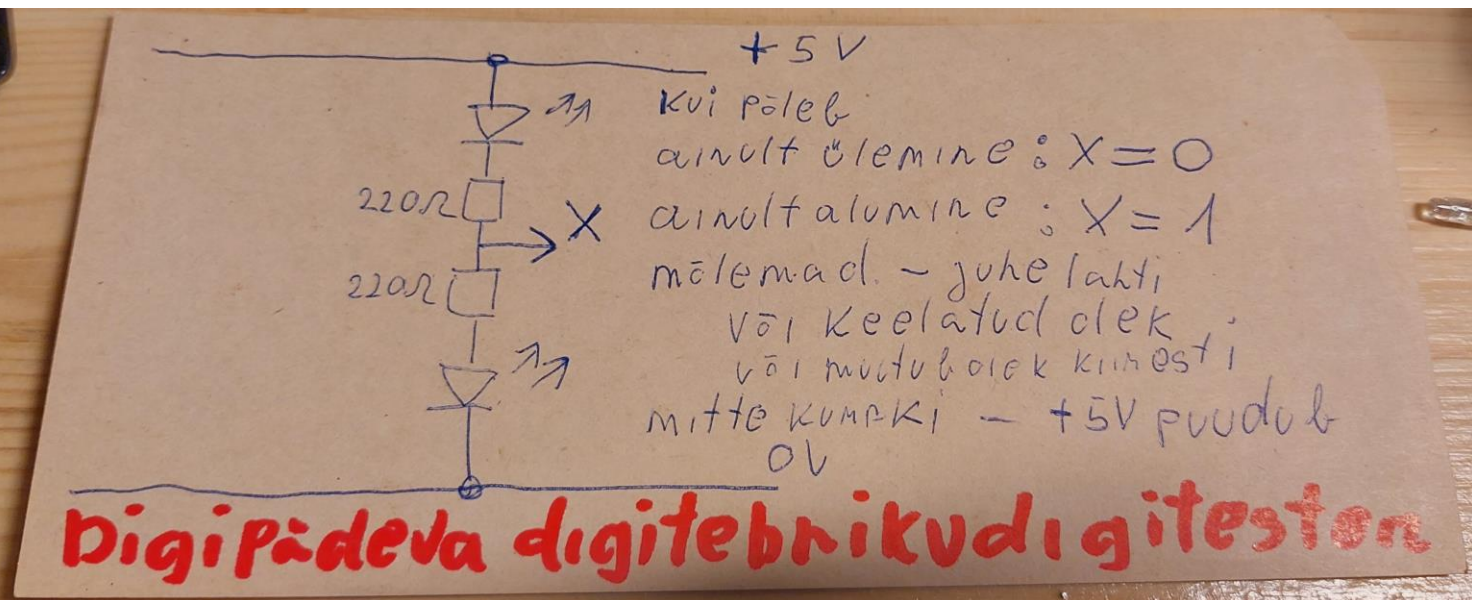 +5V
kui põleb
ainult ülemine : X=0
220Ω
X
ainult alumine : X=1
220Ω
mõlemad - juhe lahti
või keelatud olek
või muutub olek kiiresti
mitte kumbki - +5V puudub
0V
Digipädeva digitehnikudigitester